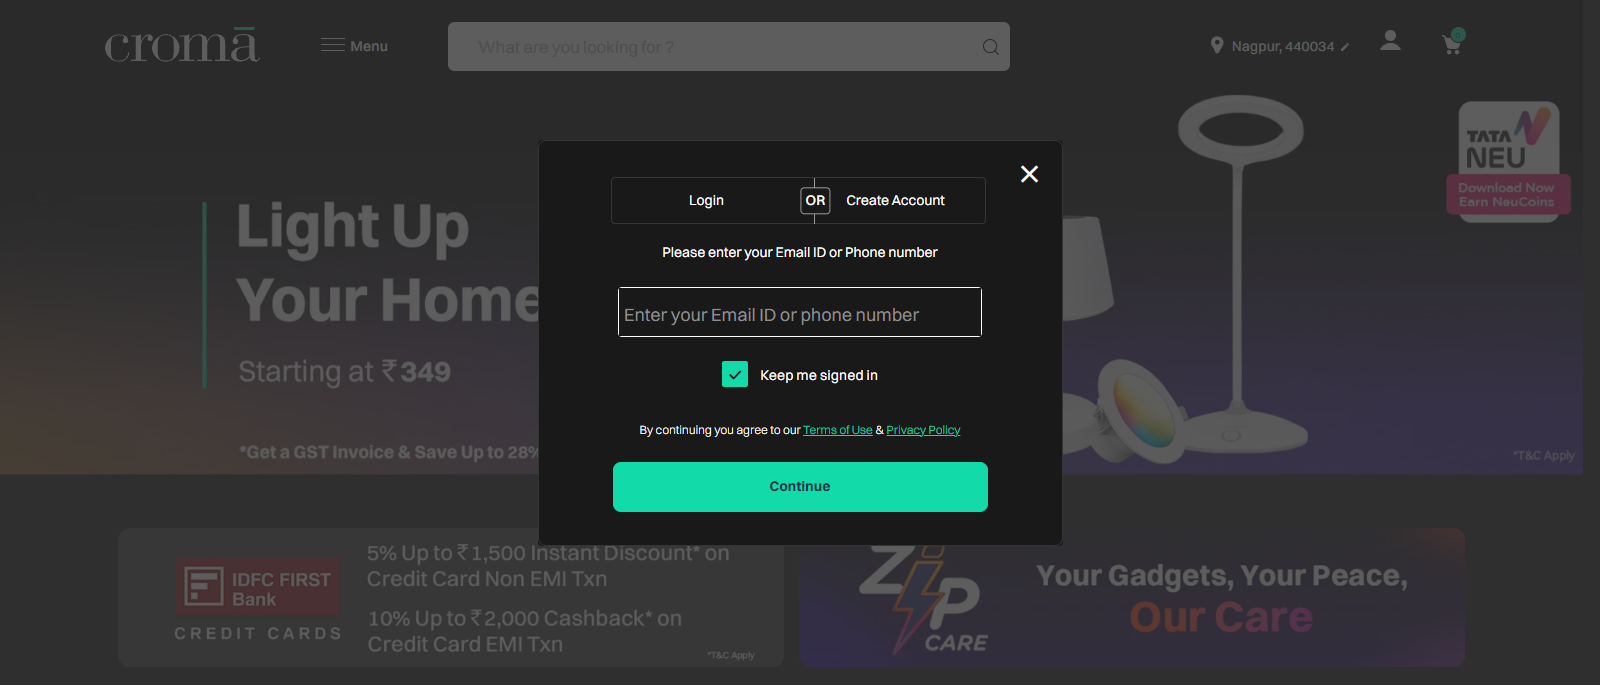 cromā
Menu
What are you looking for ?
Nagpur, 440034
0
TATA
NEU
Download Now
Earn NeuCoins
Light Up
Your Home
Starting at ₹349
*Get a GST Invoice & Save Up to 28%
*T&C Apply
Login
OR
Create Account
Please enter your Email ID or Phone number
Enter your Email ID or phone number
Keep me signed in
By continuing you agree to our Terms of Use & Privacy Policy
Continue
IDFC FIRST
Bank
CREDIT CARDS
5% Up to ₹1,500 Instant Discount* on
Credit Card Non EMI Txn
10% Up to ₹2,000 Cashback* on
Credit Card EMI Txn
*T&C Apply
ZIP
CARE
Your Gadgets, Your Peace,
Our Care